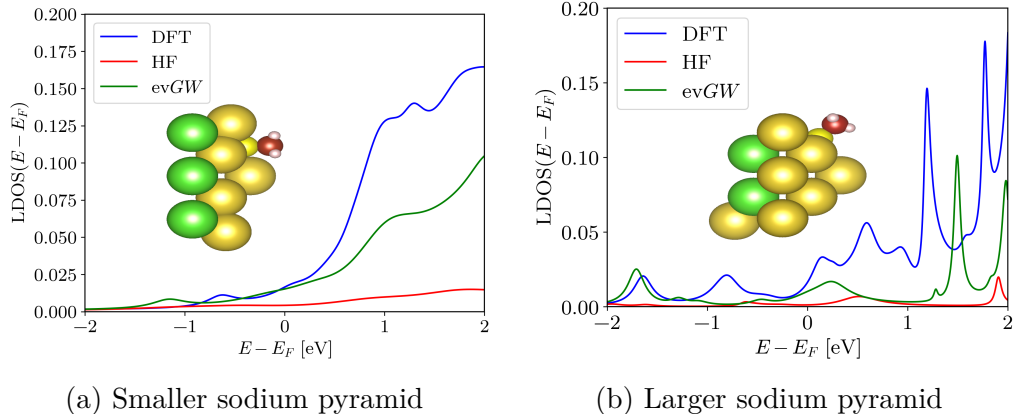 0.200
0.175
0.150
0.125
0.100
0.075
0.050
0.025
0.000
LDOS(E − E_F)
DFT
HF
evGW
−2
−1
0
1
2
E − E_F [eV]
(a) Smaller sodium pyramid
0.20
0.15
0.10
0.05
0.00
LDOS(E − E_F)
DFT
HF
evGW
−2
−1
0
1
2
E − E_F [eV]
(b) Larger sodium pyramid